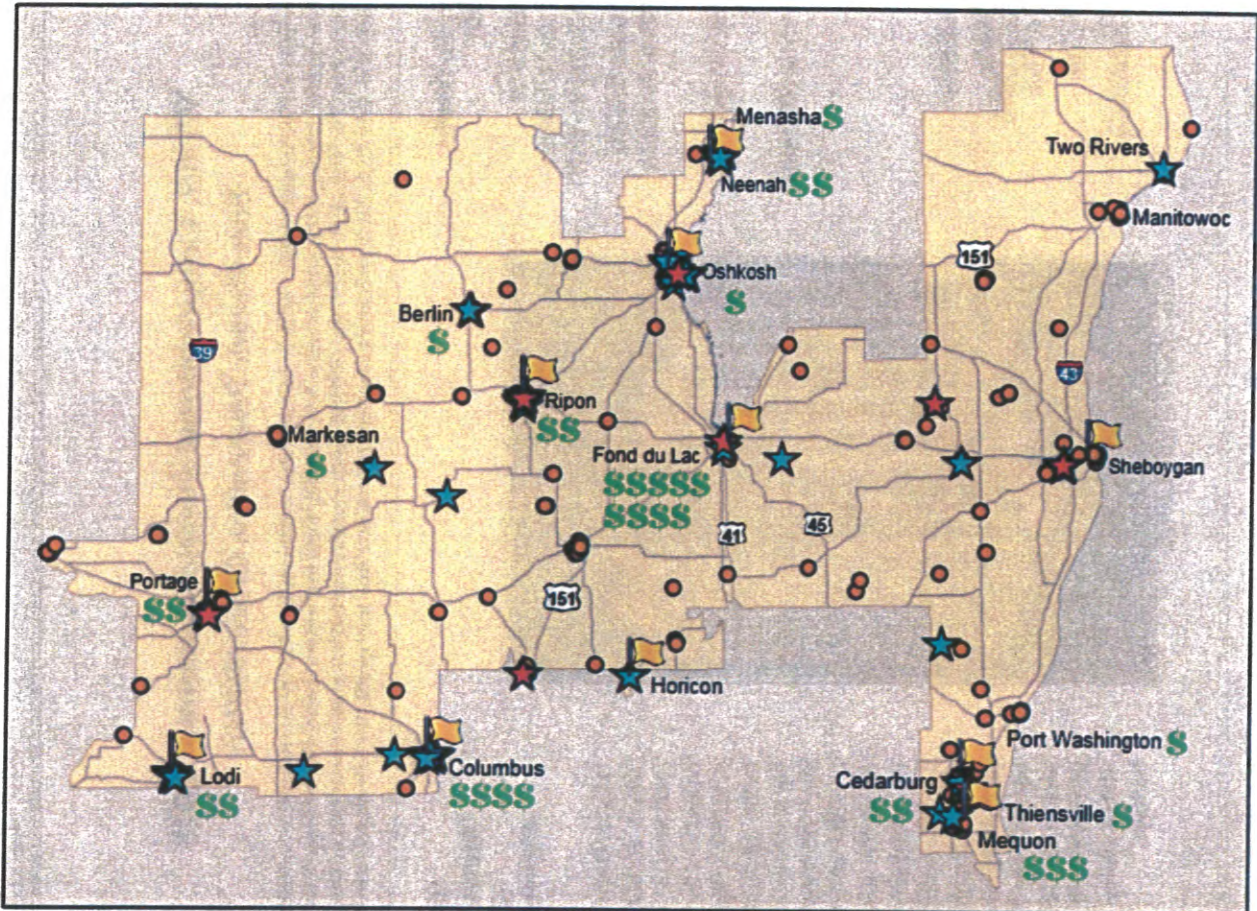 Menasha $
Two Rivers
Neenah $$
Manitowoc
151
Oshkosh
$
Berlin
$
39
43
Ripon
$$
Markesan
$
Fond du Lac
$$$$$
$$$$
Sheboygan
41
45
Portage
$$
151
Horicon
Port Washington $
Lodi
$$
Columbus
$$$$
Cedarburg
$$
Thiensville $
Mequon
$$$